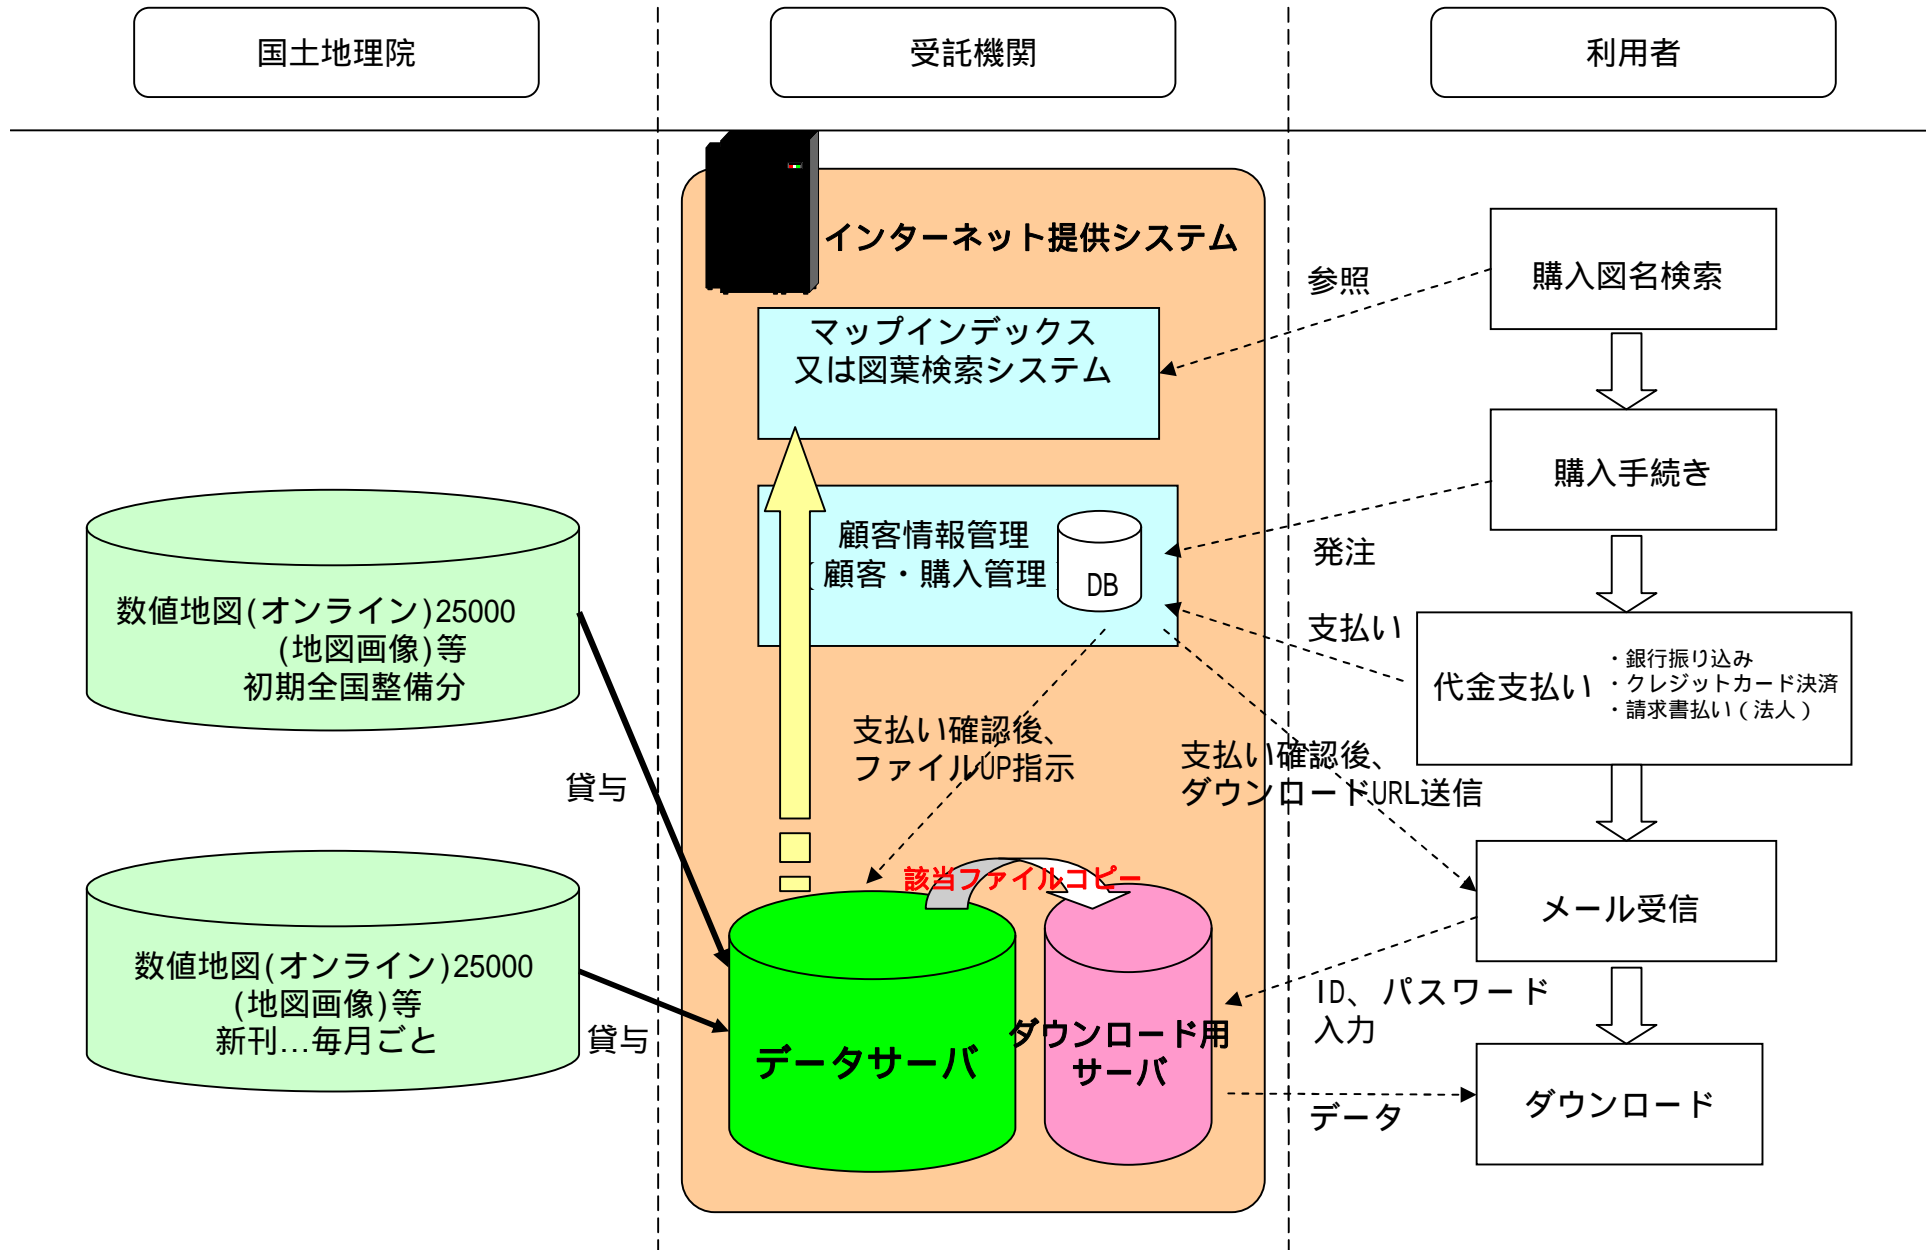 国土地理院
受託機関
利用者
インターネット提供システム
マップインデックス
又は図葉検索システム
顧客情報管理
顧客・購入管理
DB
数値地図(オンライン)25000
(地図画像)等
初期全国整備分
貸与
数値地図(オンライン)25000
(地図画像)等
新刊…毎月ごと
貸与
支払い確認後、
ファイルUP指示
該当ファイルコピー
データサーバ
ダウンロード用
サーバ
参照
発注
支払い
支払い確認後、
ダウンロードURL送信
ID、パスワード
入力
データ
購入図名検索
購入手続き
代金支払い
・銀行振り込み
・クレジットカード決済
・請求書払い(法人)
メール受信
ダウンロード